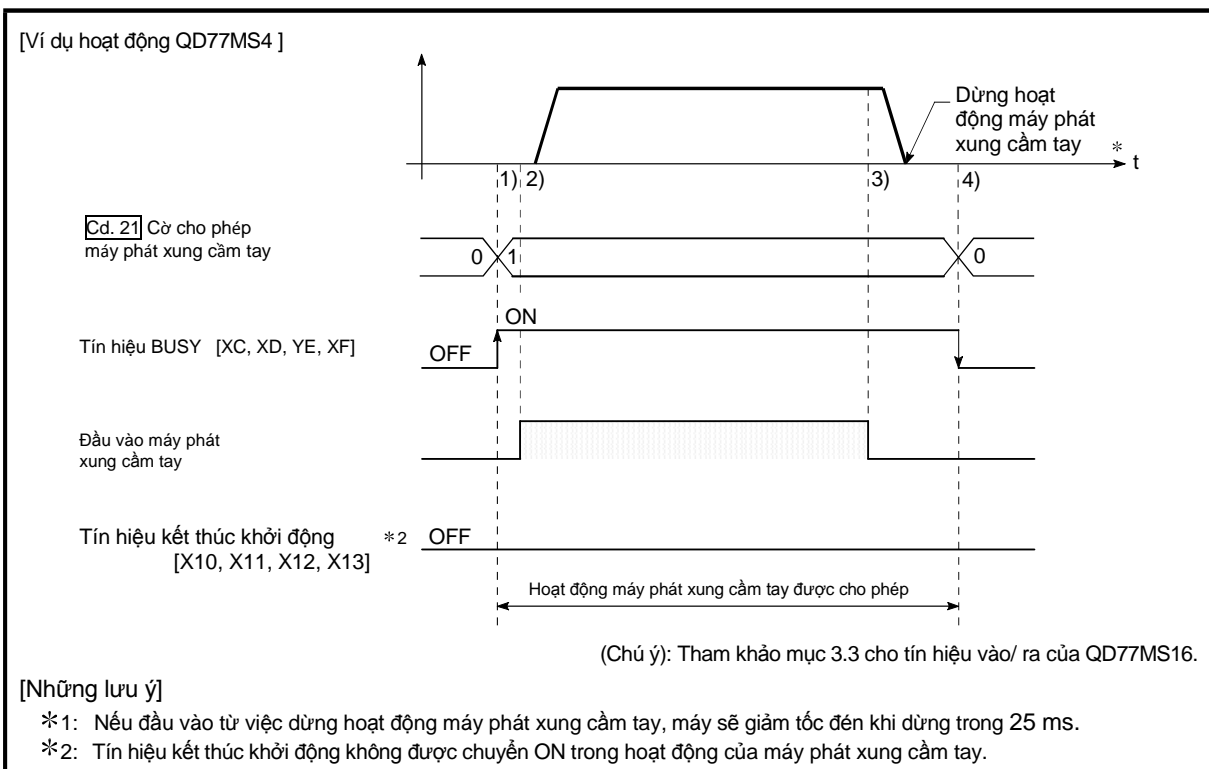 [Ví dụ hoạt động QD77MS4 ]
Dừng hoạt
động máy phát
xung cầm tay *
t
1) 2) 3) 4)
Cd. 21 Cờ cho phép
máy phát xung cầm tay
0 1 0
ON
Tín hiệu BUSY [XC, XD, YE, XF]
OFF
Đầu vào máy phát
xung cầm tay
Tín hiệu kết thúc khởi động *2 OFF
[X10, X11, X12, X13]
Hoạt động máy phát xung cầm tay được cho phép
(Chú ý): Tham khảo mục 3.3 cho tín hiệu vào/ ra của QD77MS16.
[Những lưu ý]
*1: Nếu đầu vào từ việc dừng hoạt động máy phát xung cầm tay, máy sẽ giảm tốc đén khi dừng trong 25 ms.
*2: Tín hiệu kết thúc khởi động không được chuyển ON trong hoạt động của máy phát xung cầm tay.